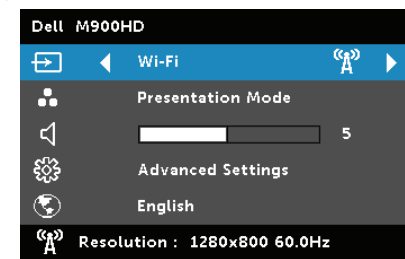 Dell M900HD
Wi-Fi
Presentation Mode
5
Advanced Settings
English
Resolution : 1280x800 60.0Hz